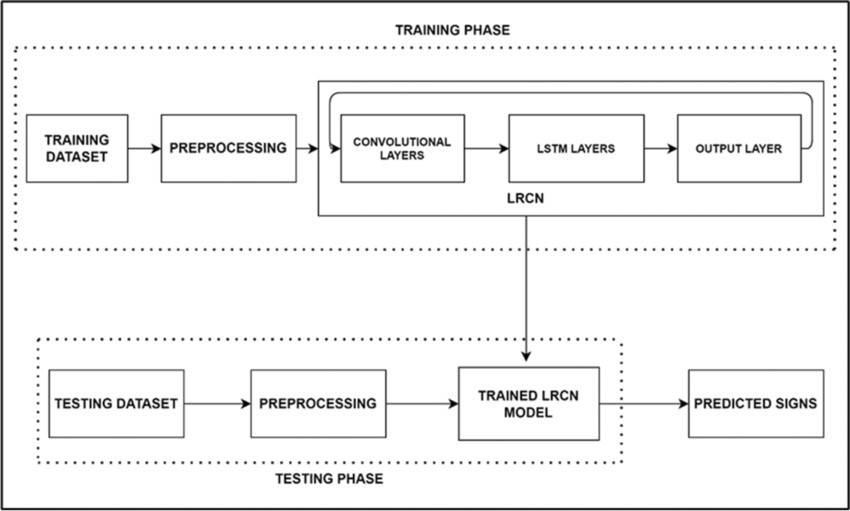 TRAINING PHASE
TRAINING
DATASET
PREPROCESSING
CONVOLUTIONAL
LAYERS
LSTM LAYERS
OUTPUT LAYER
LRCN
TESTING DATASET
PREPROCESSING
TRAINED LRCN
MODEL
PREDICTED SIGNS
TESTING PHASE